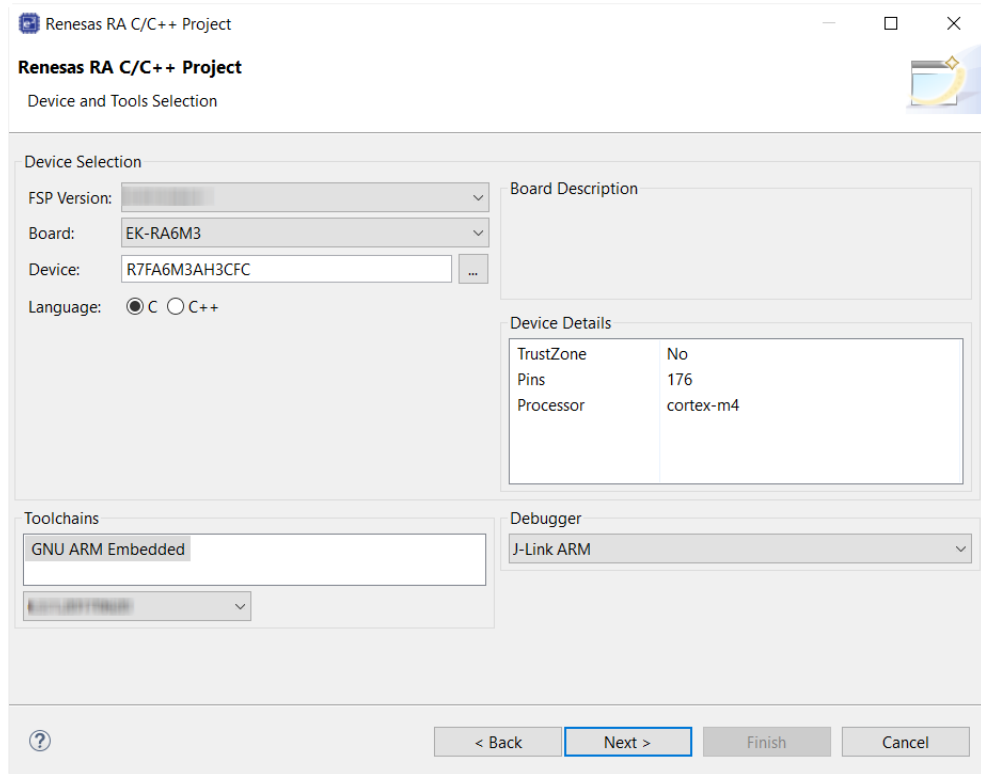 Renesas RA C/C++ Project
Renesas RA C/C++ Project
Device and Tools Selection
Device Selection
FSP Version:
Board: EK-RA6M3
Device: R7FA6M3AH3CFC ...
Language: C C++
Board Description
Device Details
TrustZone No
Pins 176
Processor cortex-m4
Toolchains
GNU ARM Embedded
Debugger
J-Link ARM
? < Back Next > Finish Cancel